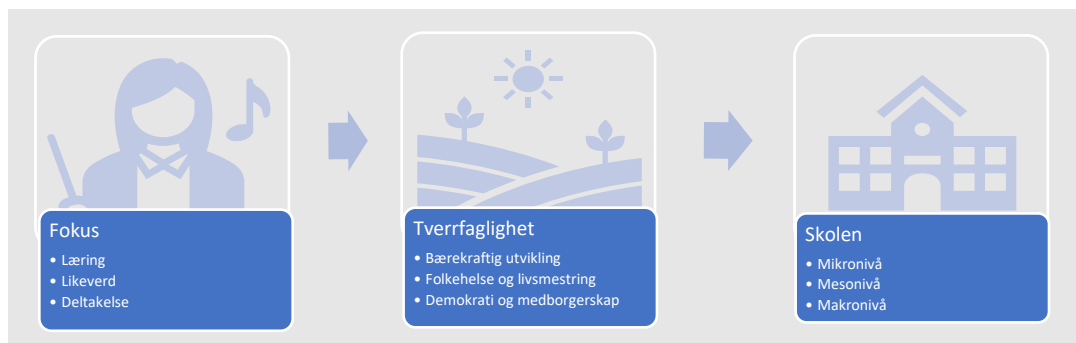 Fokus
• Læring
• Likeverd
• Deltakelse
Tverrfaglighet
• Bærekraftig utvikling
• Folkehelse og livsmestring
• Demokrati og medborgerskap
Skolen
• Mikronivå
• Mesonivå
• Makronivå